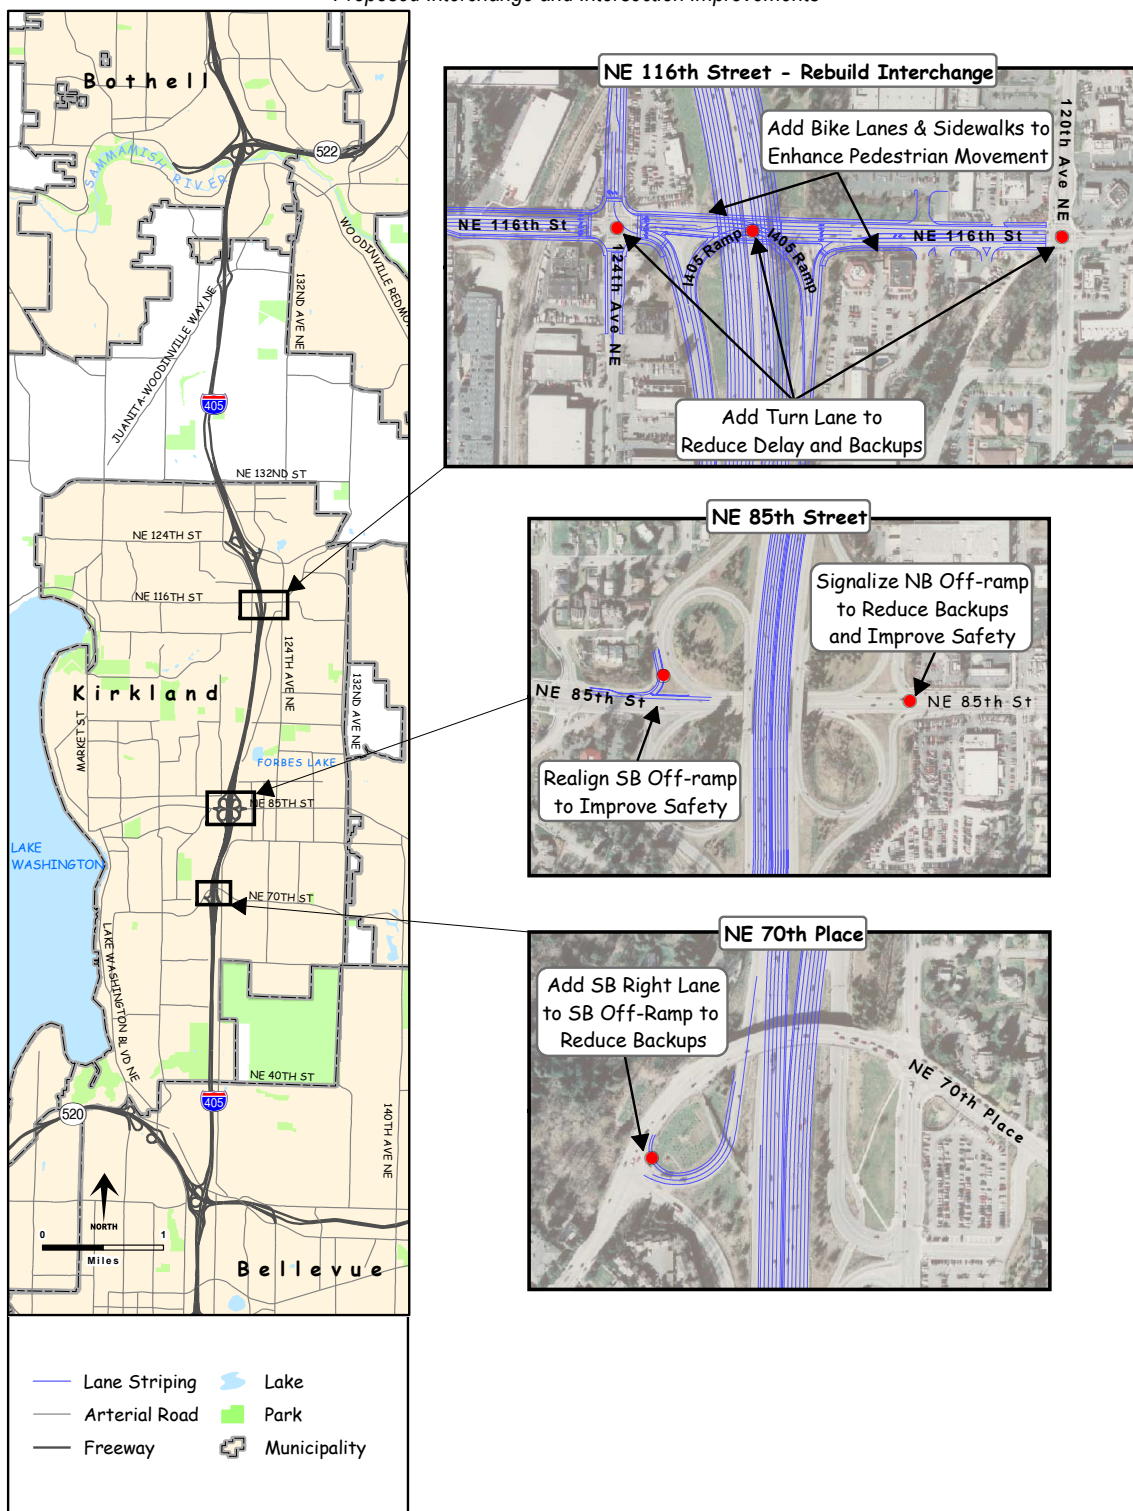 Proposed Interchange and Intersection Improvements
Bothell
SAMMAMISH RIVER
522
WOODINVILLE REDMO
132ND AVE NE
JUANITA-WOODINVILLE WAY NE
405
NE 132ND ST
NE 124TH ST
NE 116TH ST
124TH AVE NE
132ND AVE NE
Kirkland
MARKET ST
FORBES LAKE
NE 85TH ST
LAKE
WASHINGTON
NE 70TH ST
LAKE WASHINGTON BLVD NE
NE 40TH ST
405
520
140TH AVE NE
NORTH
0 1
Miles
Bellevue
Lane Striping
Lake
Arterial Road
Park
Freeway
Municipality
NE 116th Street - Rebuild Interchange
Add Bike Lanes & Sidewalks to
Enhance Pedestrian Movement
120th Ave NE
NE 116th St
I405 Ramp
I405 Ramp
NE 116th St
124th Ave NE
Add Turn Lane to
Reduce Delay and Backups
NE 85th Street
Signalize NB Off-ramp
to Reduce Backups
and Improve Safety
NE 85th St
NE 85th St
Realign SB Off-ramp
to Improve Safety
NE 70th Place
Add SB Right Lane
to SB Off-Ramp to
Reduce Backups
NE 70th Place